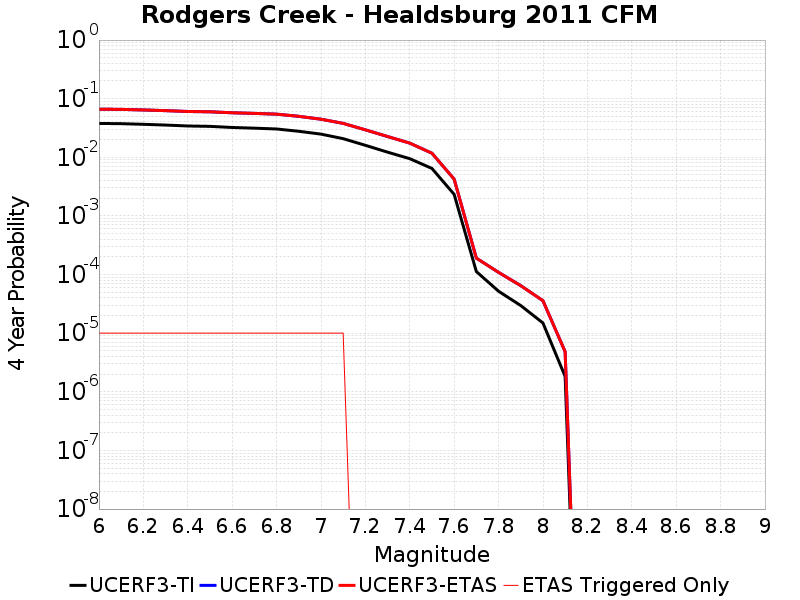 Rodgers Creek - Healdsburg 2011 CFM
4 Year Probability
10^0
10^-1
10^-2
10^-3
10^-4
10^-5
10^-6
10^-7
10^-8
6 6.2 6.4 6.6 6.8 7 7.2 7.4 7.6 7.8 8 8.2 8.4 8.6 8.8 9
Magnitude
UCERF3-TI UCERF3-TD UCERF3-ETAS ETAS Triggered Only